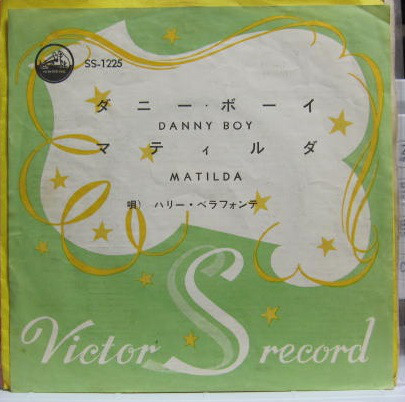 SS-1225
ダニー・ボーイ
DANNY BOY
マティルダ
MATILDA
唄) ハリー・ベラフォンテ
Victor S record